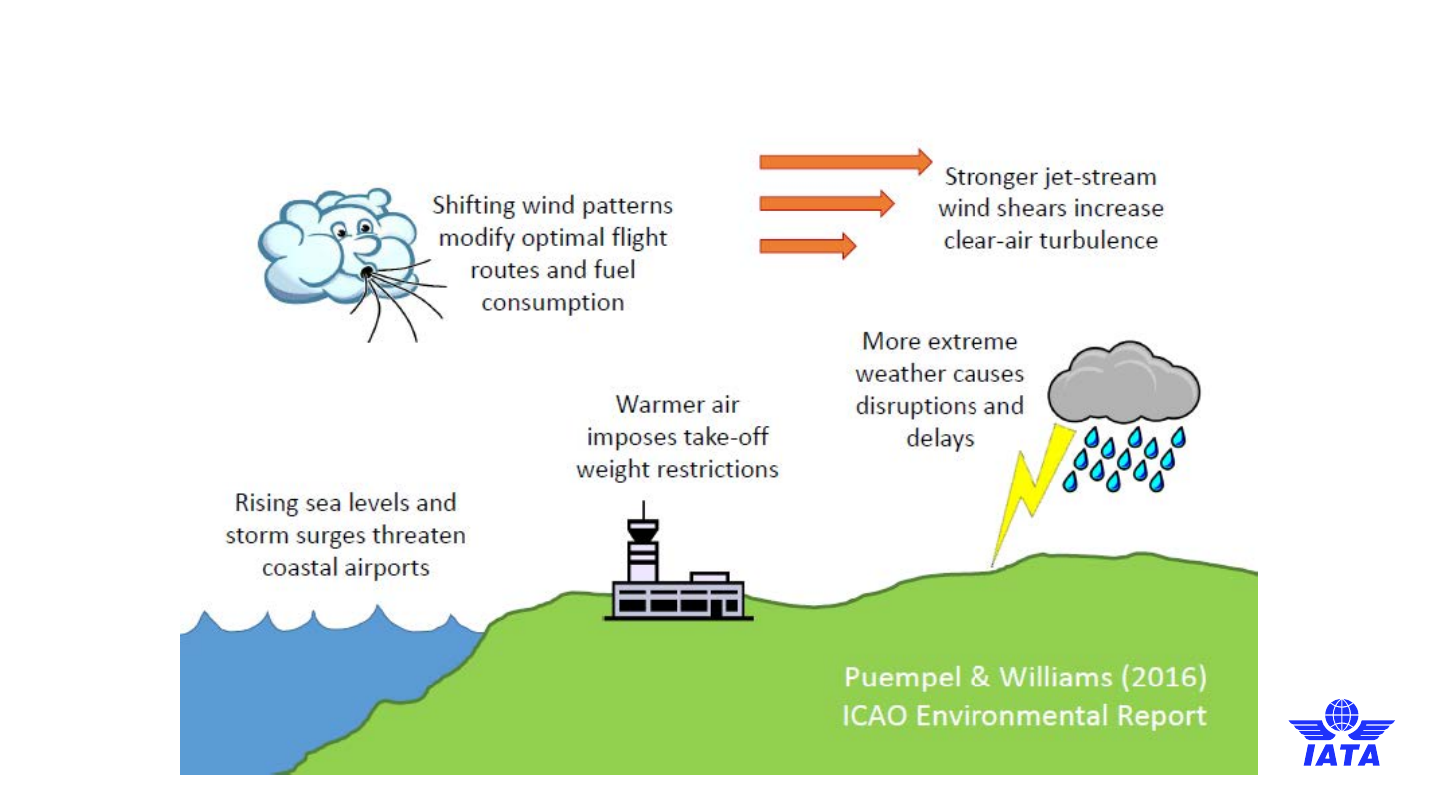 Shifting wind patterns
modify optimal flight
routes and fuel
consumption
Stronger jet-stream
wind shears increase
clear-air turbulence
More extreme
weather causes
disruptions and
delays
Warmer air
imposes take-off
weight restrictions
Rising sea levels and
storm surges threaten
coastal airports
Puempel & Williams (2016)
ICAO Environmental Report
IATA